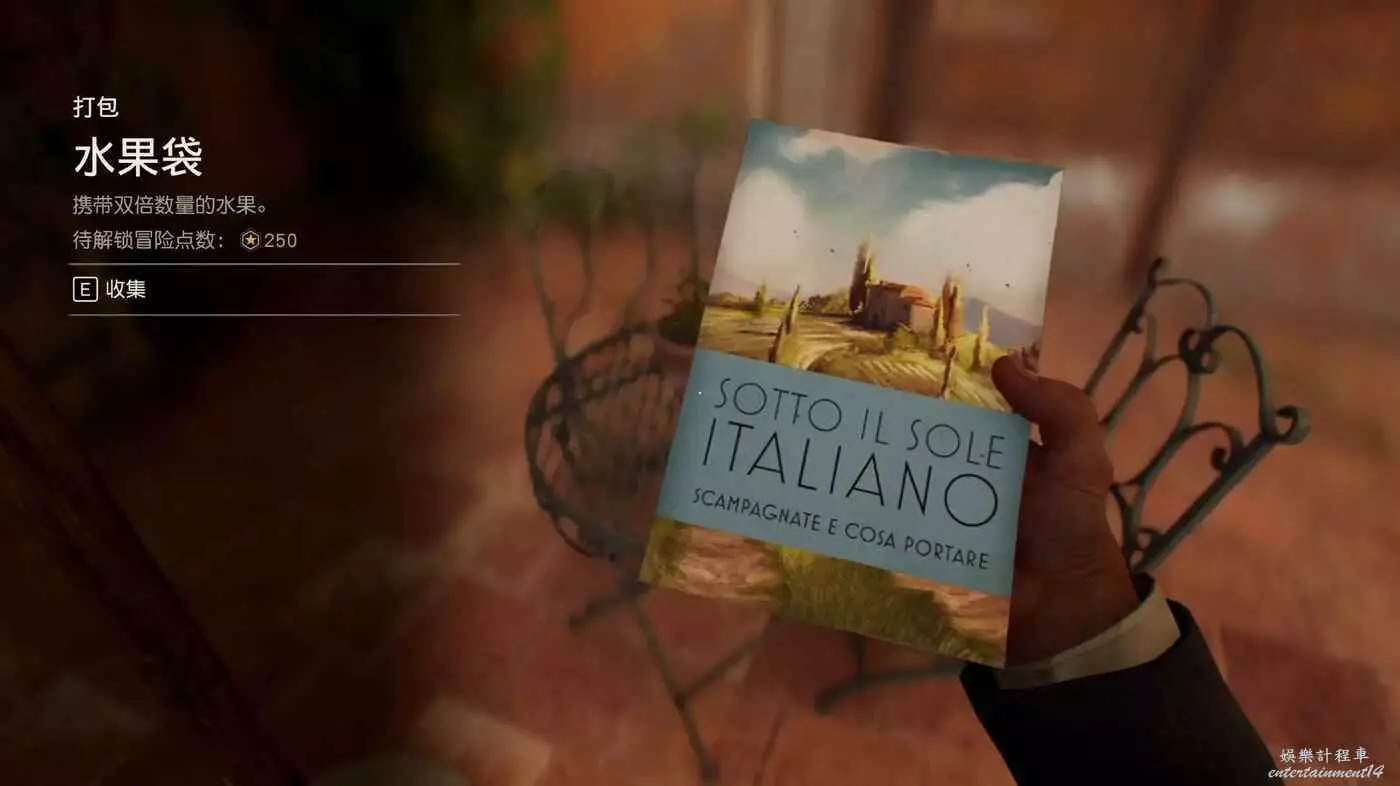 打包
水果袋
携带双倍数量的水果。
待解锁冒险点数: 250
E 收集
SOTTO IL SOLE
ITALIANO
SCAMPAGNATE E COSA PORTARE
娛樂計程車
entertainment14